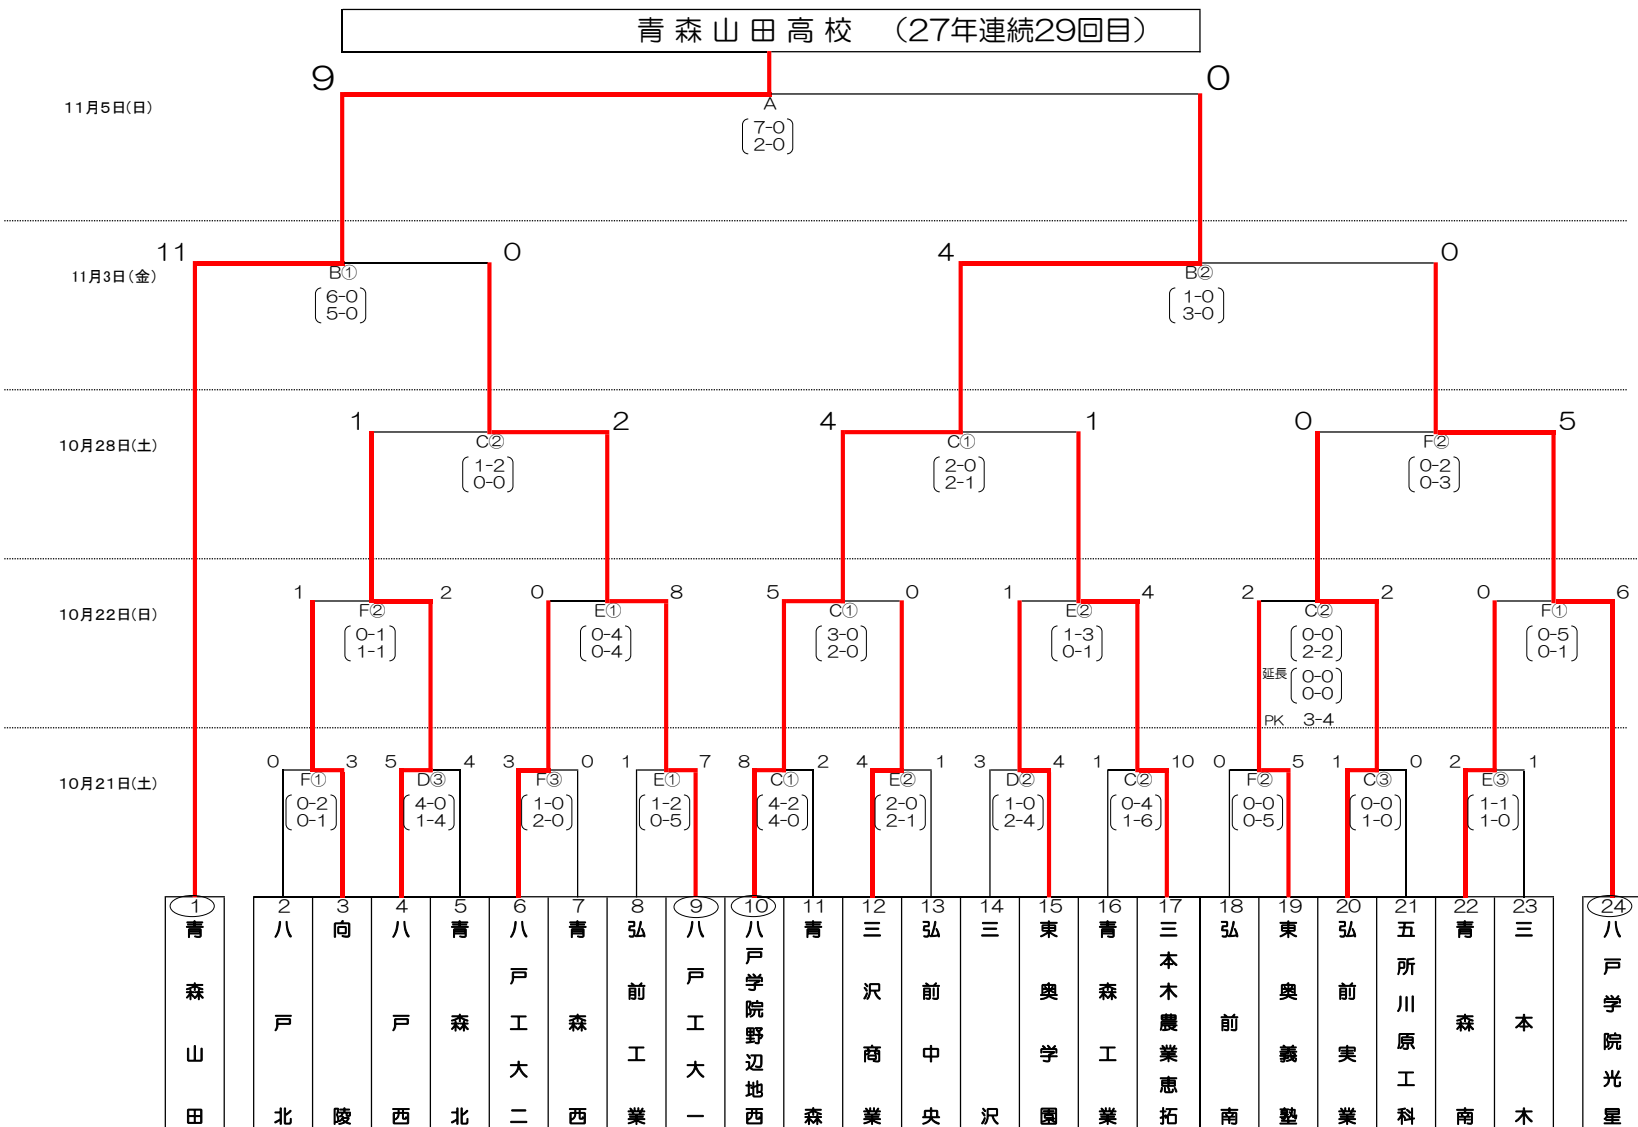 青森山田高校　（27年連続29回目）
9 0
11月5日(日)
A
7-0
2-0
11 0 4 0
11月3日(金)
B① B②
6-0 1-0
5-0 3-0
1 2 4 1 0 5
10月28日(土)
C② C① F②
1-2 2-0 0-2
0-0 2-1 0-3
1 2 0 8 5 0 1 4 2 2 0 6
10月22日(日)
F② E① C① E② C② F①
0-1 0-4 3-0 1-3 0-0 0-5
1-1 0-4 2-0 0-1 2-2 0-1
延長 0-0
0-0
PK 3-4
0 3 5 4 3 0 1 7 8 2 4 1 3 4 1 10 0 5 1 0 2 1
10月21日(土)
F① D③ F③ E① C① E② D② C② F② C③ E③
0-2 4-0 1-0 1-2 4-2 2-0 1-0 0-4 0-0 0-0 1-1
0-1 1-4 2-0 0-5 4-0 2-1 2-4 1-6 0-5 1-0 1-0
1 青森山田
2 八戸北
3 向陵
4 八戸西
5 青森北
6 八戸工大二
7 青森西
8 弘前工業
9 八戸工大一
10 八戸学院野辺地西
11 青森
12 三沢商業
13 弘前中央
14 三沢
15 東奥学園
16 青森工業
17 三本木農業恵拓
18 弘前南
19 東奥義塾
20 弘前実業
21 五所川原工科
22 青森南
23 三本木
24 八戸学院光星